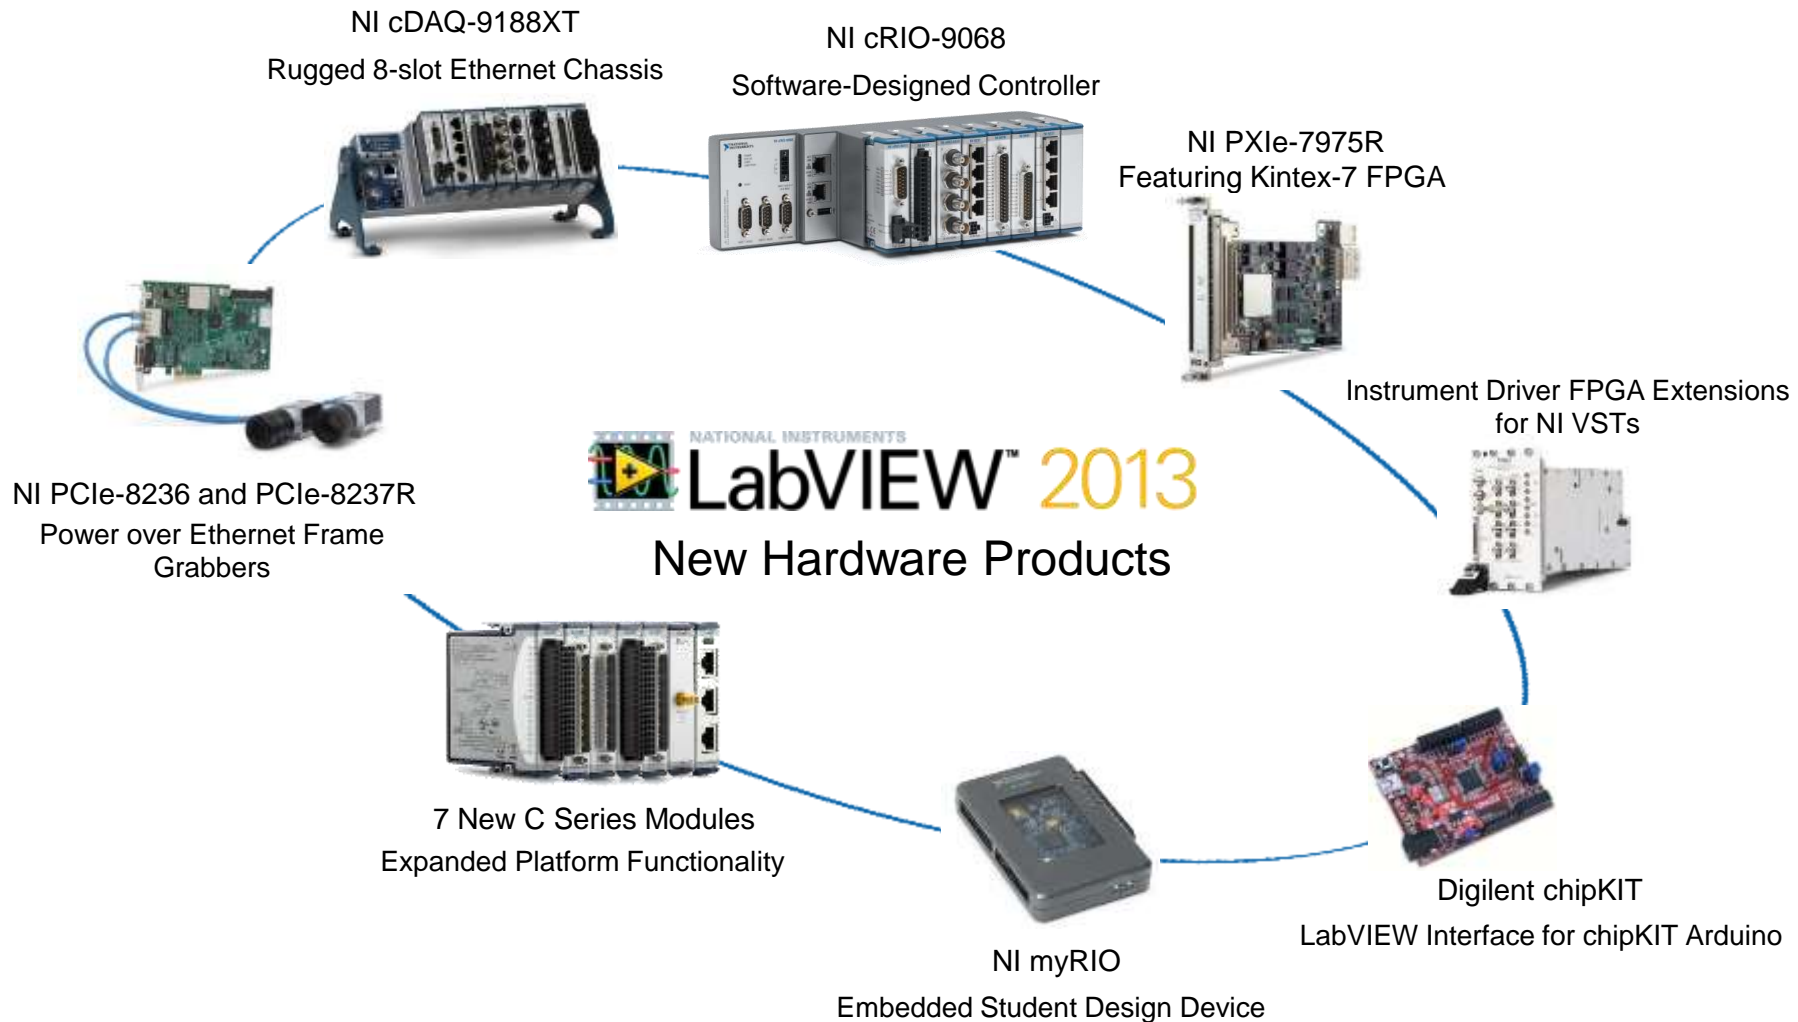 NI cDAQ-9188XT
Rugged 8-slot Ethernet Chassis
NI cRIO-9068
Software-Designed Controller
NI PXIe-7975R
Featuring Kintex-7 FPGA
Instrument Driver FPGA Extensions
for NI VSTs
NATIONAL INSTRUMENTS
LabVIEW™ 2013
New Hardware Products
NI PCIe-8236 and PCIe-8237R
Power over Ethernet Frame
Grabbers
7 New C Series Modules
Expanded Platform Functionality
Digilent chipKIT
LabVIEW Interface for chipKIT Arduino
NI myRIO
Embedded Student Design Device